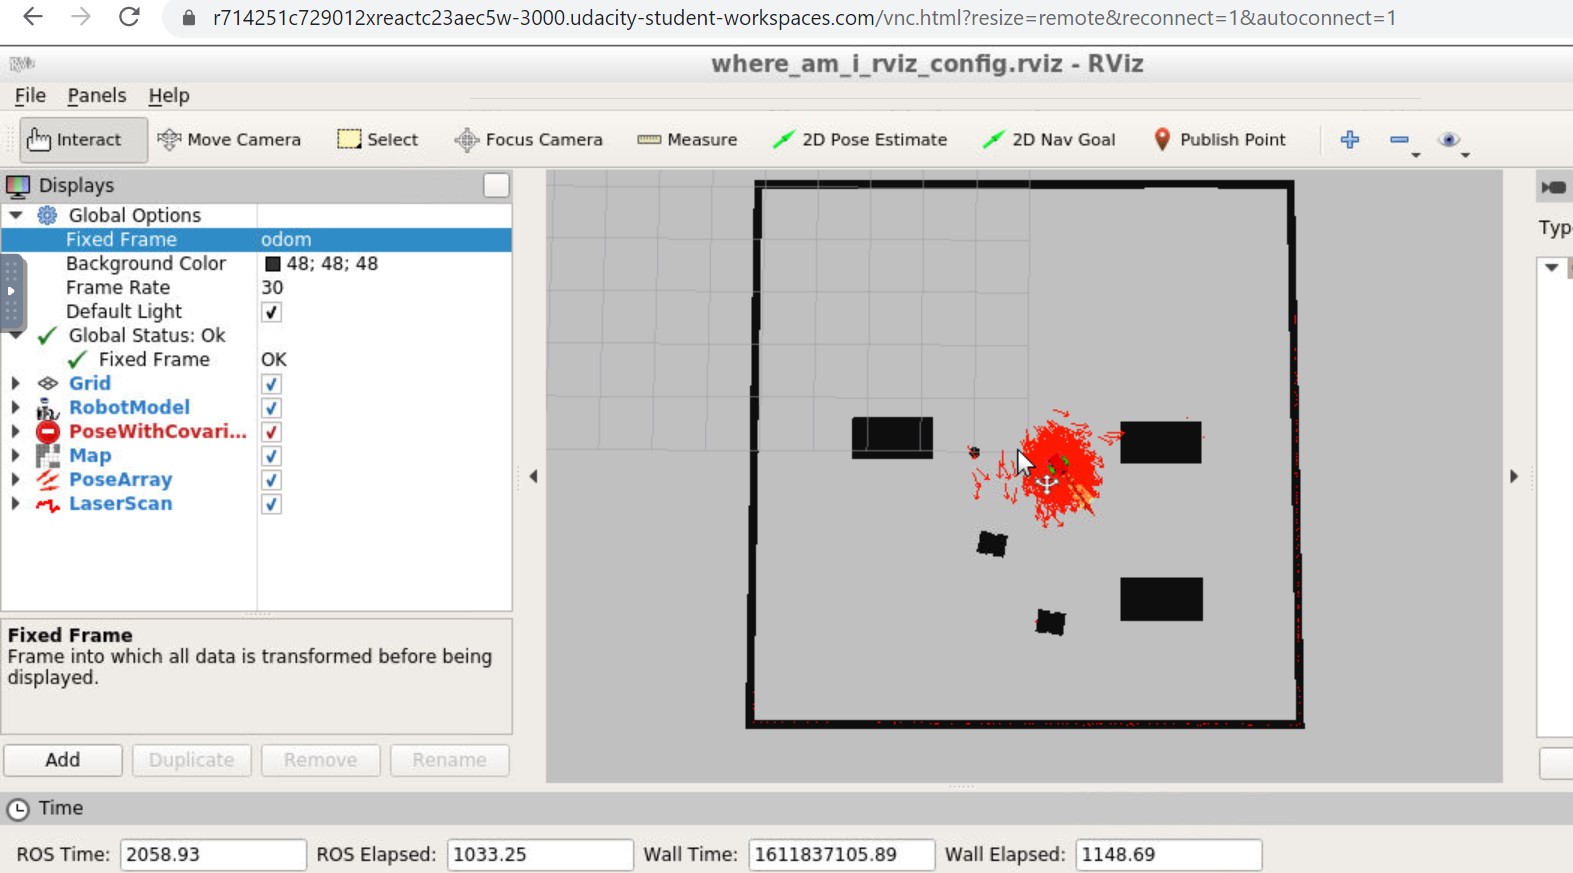 r714251c729012xreactc23aec5w-3000.udacity-student-workspaces.com/vnc.html?resize=remote&reconnect=1&autoconnect=1
where_am_i_rviz_config.rviz - RViz
File Panels Help
Interact Move Camera Select Focus Camera Measure 2D Pose Estimate 2D Nav Goal Publish Point
Displays
Global Options
Fixed Frame odom
Background Color 48; 48; 48
Frame Rate 30
Default Light
Global Status: Ok
Fixed Frame OK
Grid
RobotModel
PoseWithCovari...
Map
PoseArray
LaserScan
Fixed Frame
Frame into which all data is transformed before being
displayed.
Add Duplicate Remove Rename
Typ
Time
ROS Time: 2058.93 ROS Elapsed: 1033.25 Wall Time: 1611837105.89 Wall Elapsed: 1148.69